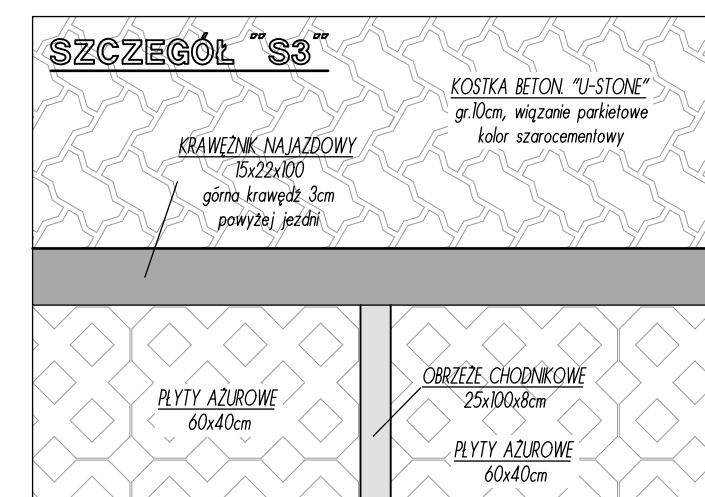 SZCZEGÓŁ "S3"
KOSTKA BETON. "U-STONE"
gr.10cm, wiązanie parkietowe
kolor szarocementowy
KRAWĘŻNIK NAJAZDOWY
15x22x100
górna krawędź 3cm
powyżej jezdni
PŁYTY AŻUROWE
60x40cm
OBRZEŻE CHODNIKOWE
25x100x8cm
PŁYTY AŻUROWE
60x40cm